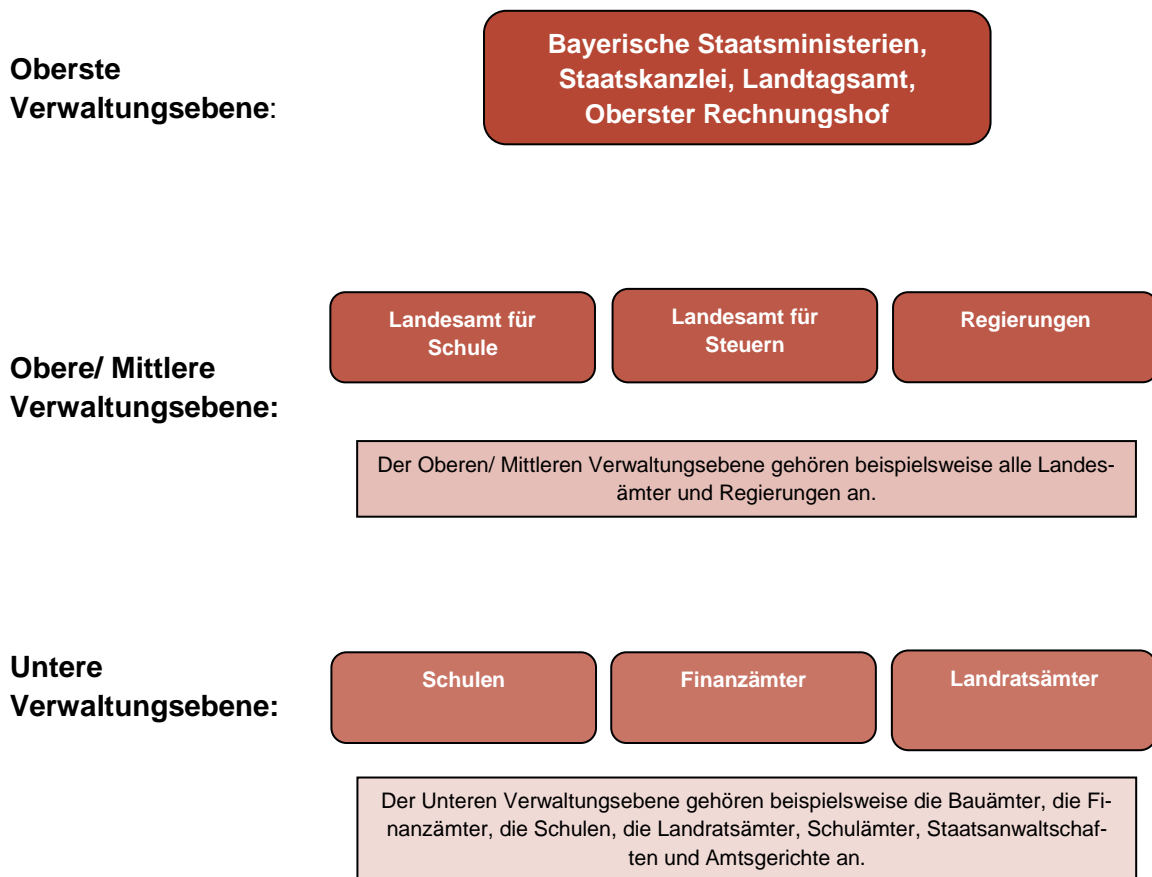 Oberste
Verwaltungsebene:
Bayerische Staatsministerien,
Staatskanzlei, Landtagsamt,
Oberster Rechnungshof
Obere/ Mittlere
Verwaltungsebene:
Landesamt für
Schule
Landesamt für
Steuern
Regierungen
Der Oberen/ Mittleren Verwaltungsebene gehören beispielsweise alle Landes-
ämter und Regierungen an.
Untere
Verwaltungsebene:
Schulen
Finanzämter
Landratsämter
Der Unteren Verwaltungsebene gehören beispielsweise die Bauämter, die Fi-
nanzämter, die Schulen, die Landratsämter, Schulämter, Staatsanwaltschaf-
ten und Amtsgerichte an.